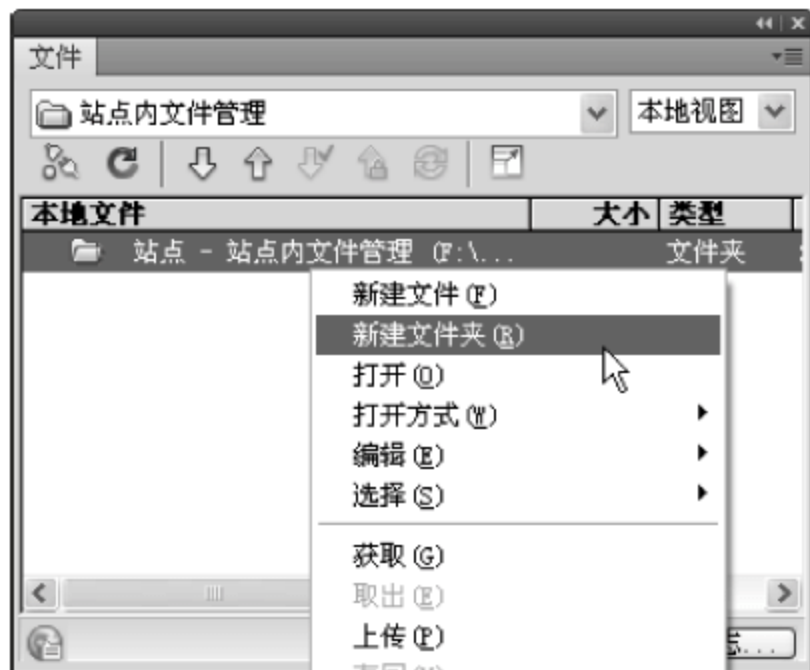 文件
站点内文件管理 本地视图
本地文件 大小 类型
站点 - 站点内文件管理 (F:\... 文件夹
新建文件(F)
新建文件夹(R)
打开(O)
打开方式(W)
编辑(E)
选择(S)
获取(G)
取出(E)
上传(P)